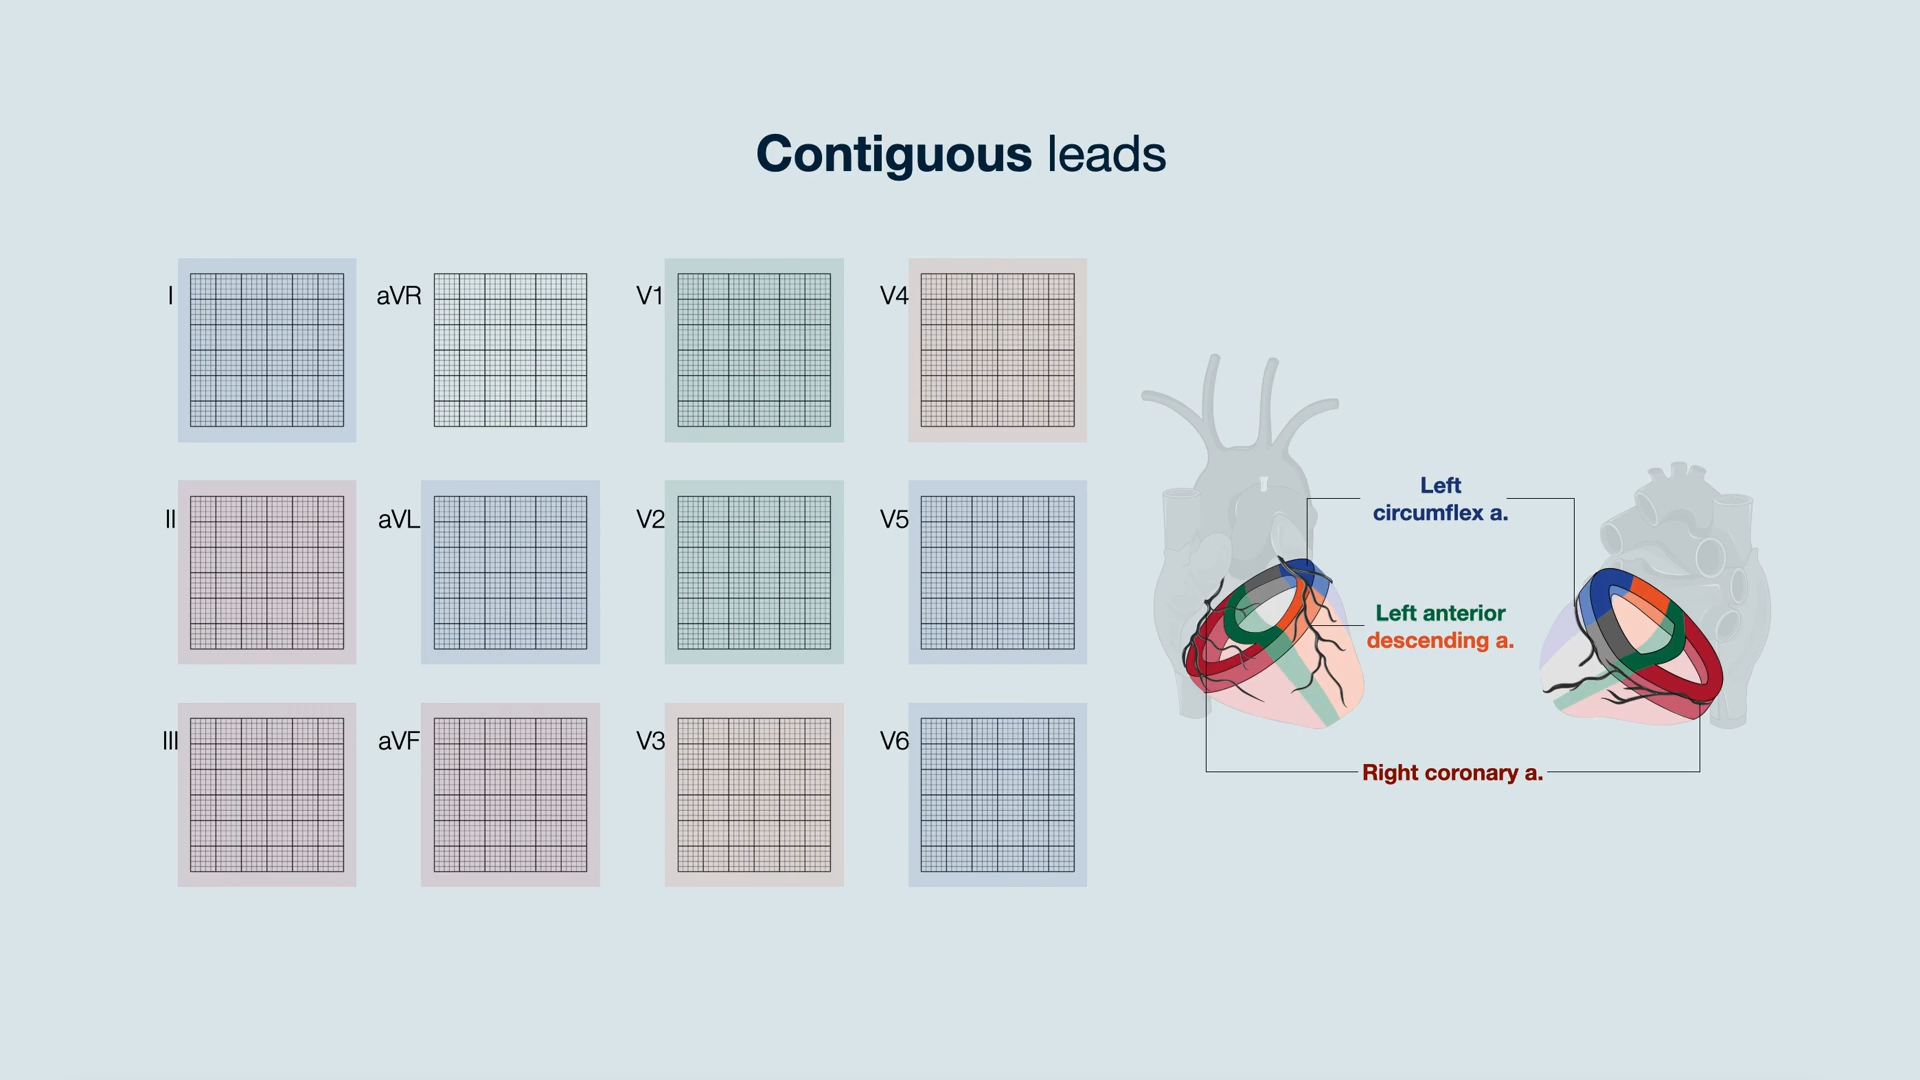 Contiguous leads
I
aVR
V1
V4
II
aVL
V2
V5
III
aVF
V3
V6
Left
circumflex a.
Left anterior
descending a.
Right coronary a.